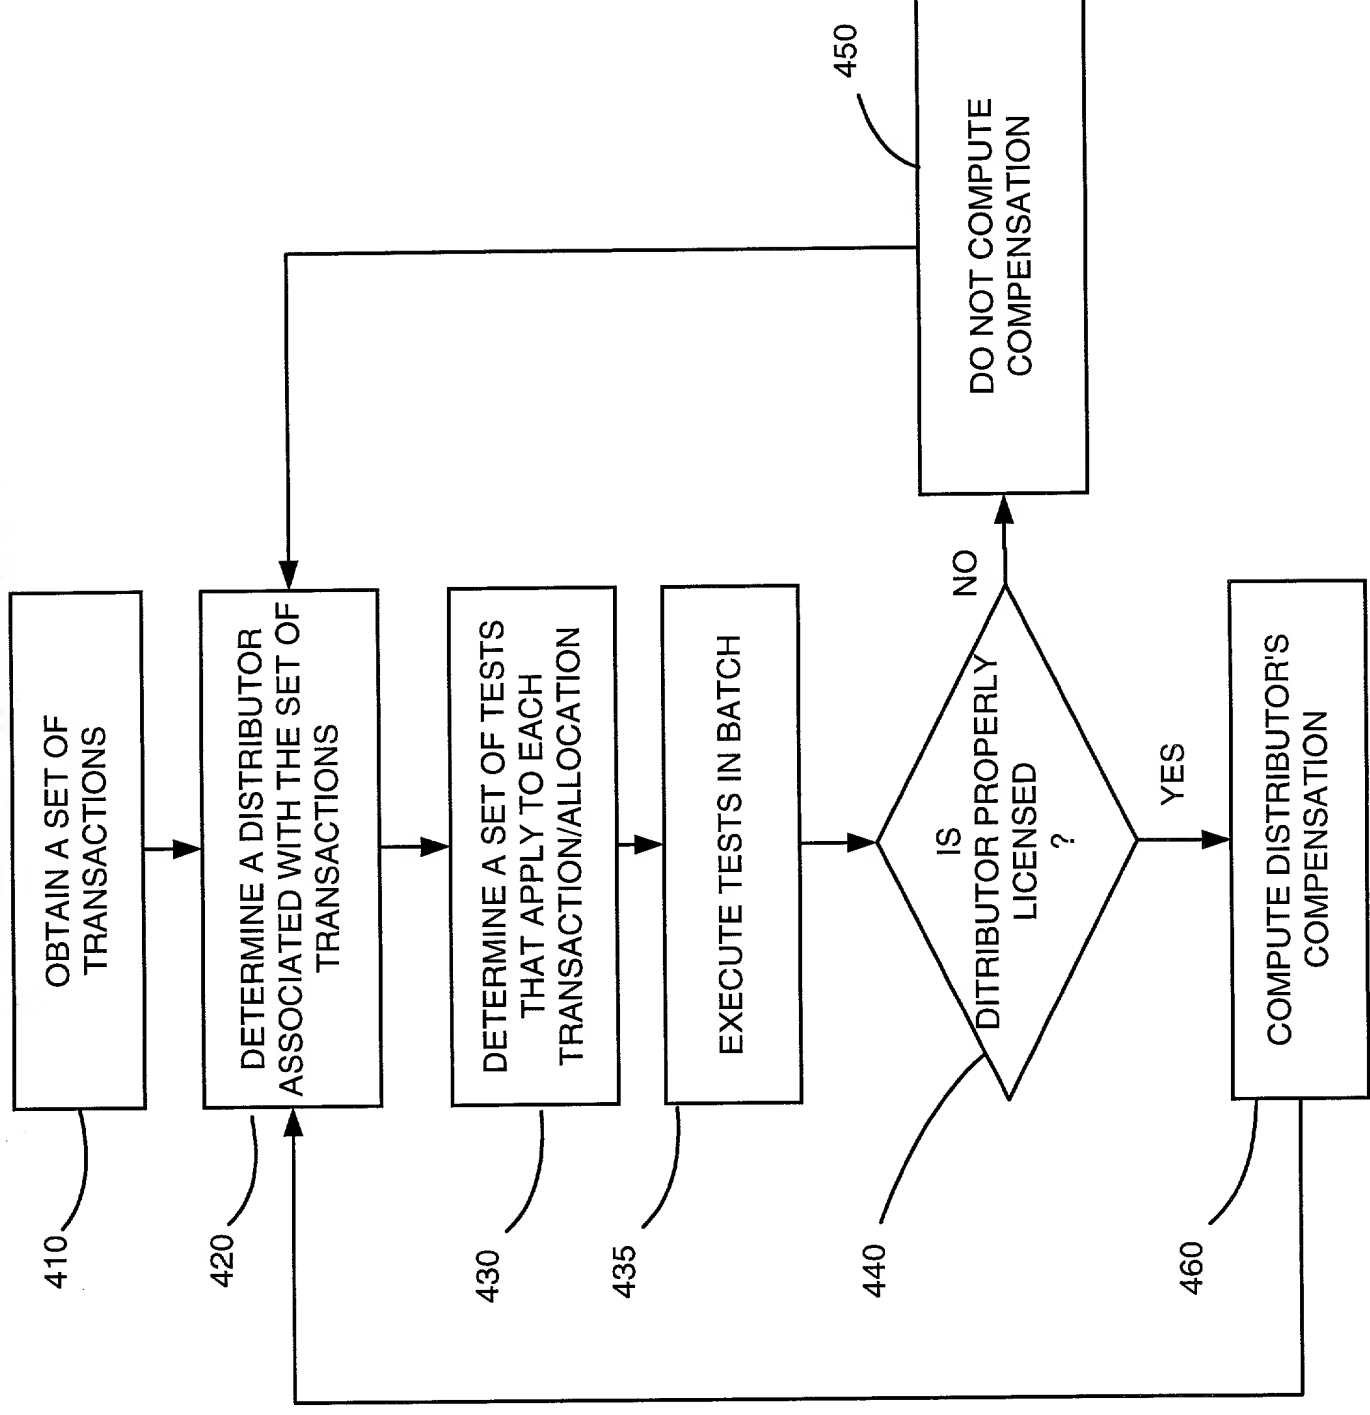 410
OBTAIN A SET OF
TRANSACTIONS
420
DETERMINE A DISTRIBUTOR
ASSOCIATED WITH THE SET OF
TRANSACTIONS
430
DETERMINE A SET OF TESTS
THAT APPLY TO EACH
TRANSACTION/ALLOCATION
435
EXECUTE TESTS IN BATCH
440
IS
DITRIBUTOR PROPERLY
LICENSED
?
NO
450
DO NOT COMPUTE
COMPENSATION
YES
460
COMPUTE DISTRIBUTOR'S
COMPENSATION